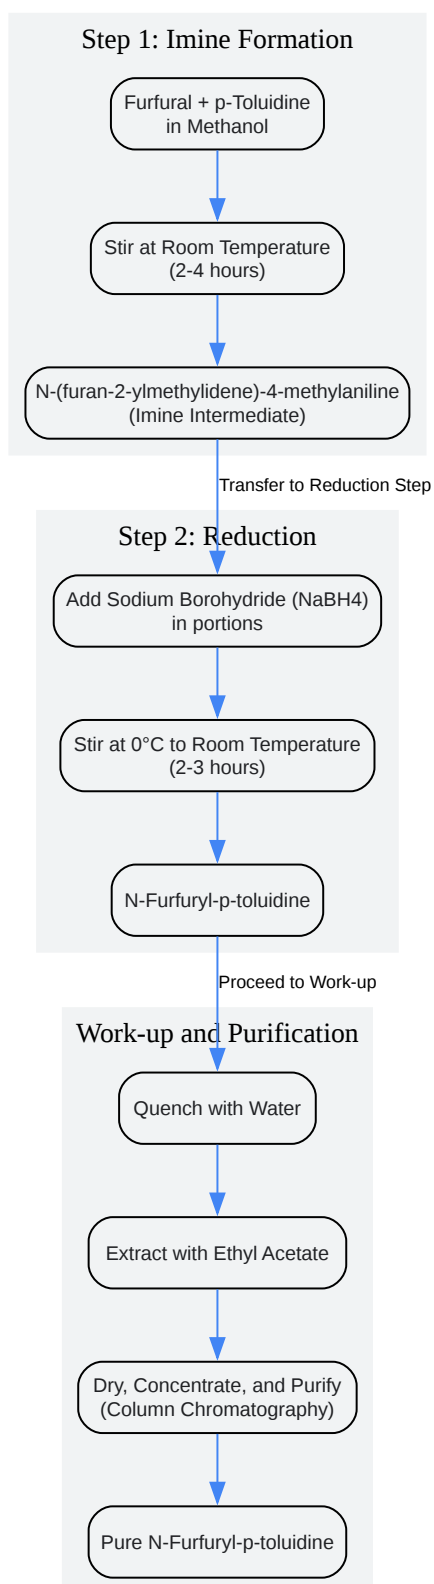 Step 1: Imine Formation
Furfural + p-Toluidine
in Methanol
Stir at Room Temperature
(2-4 hours)
N-(furan-2-ylmethylidene)-4-methylaniline
(Imine Intermediate)
Transfer to Reduction Step
Step 2: Reduction
Add Sodium Borohydride (NaBH4)
in portions
Stir at 0°C to Room Temperature
(2-3 hours)
N-Furfuryl-p-toluidine
Proceed to Work-up
Work-up and Purification
Quench with Water
Extract with Ethyl Acetate
Dry, Concentrate, and Purify
(Column Chromatography)
Pure N-Furfuryl-p-toluidine